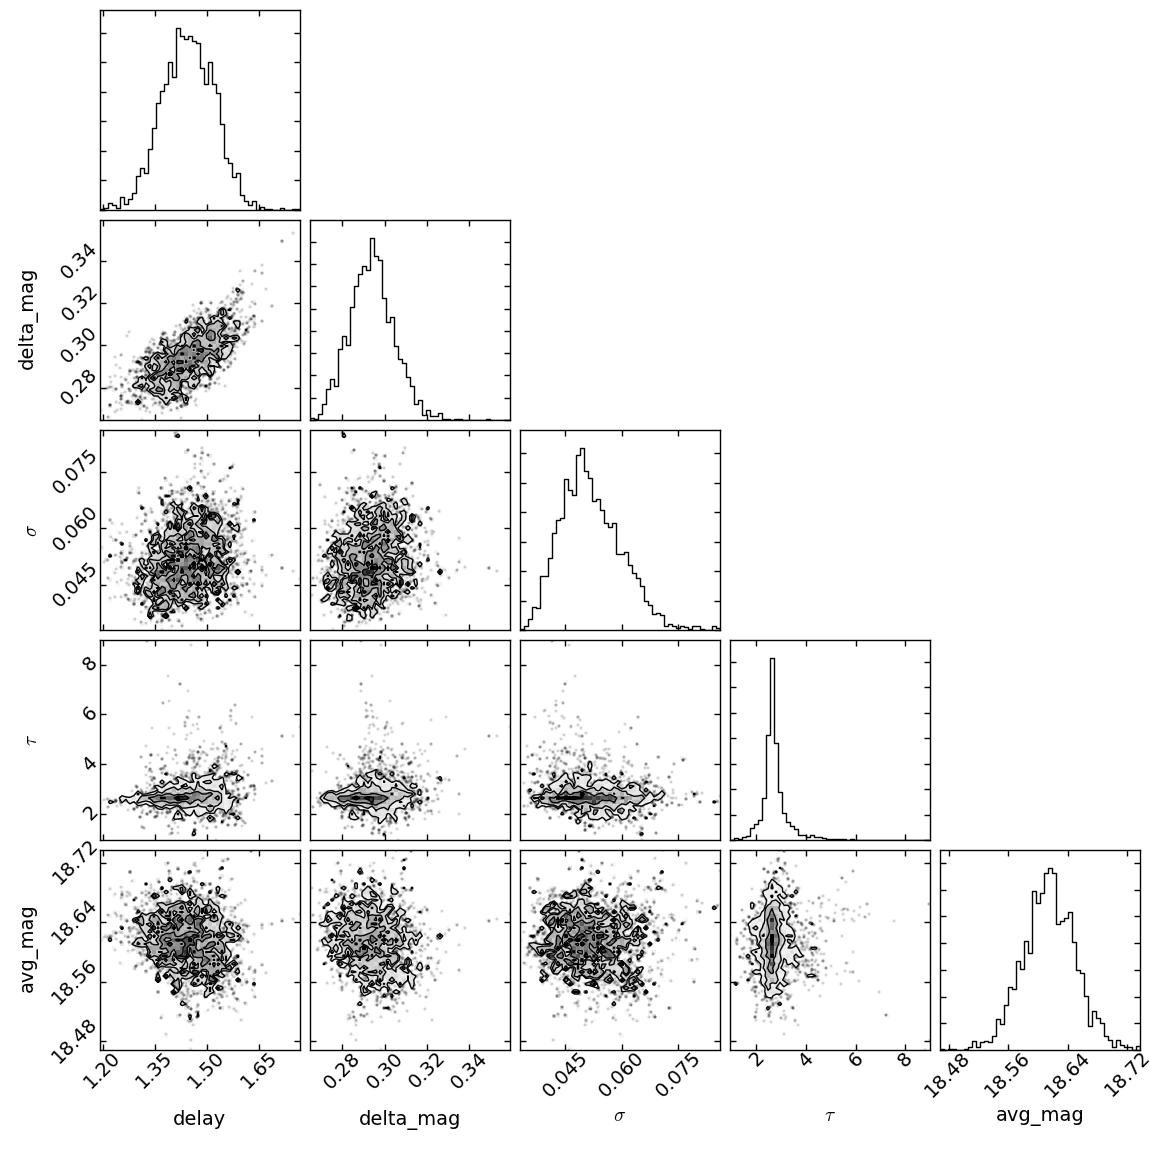 0.34
0.32
0.30
0.28
delta_mag
0.075
0.060
0.045
σ
8
6
4
2
τ
18.72
18.64
18.56
18.48
avg_mag
1.20 1.35 1.50 1.65
0.28 0.30 0.32 0.34
0.045 0.060 0.075
2 4 6 8
18.48 18.56 18.64 18.72
delay delta_mag σ τ avg_mag